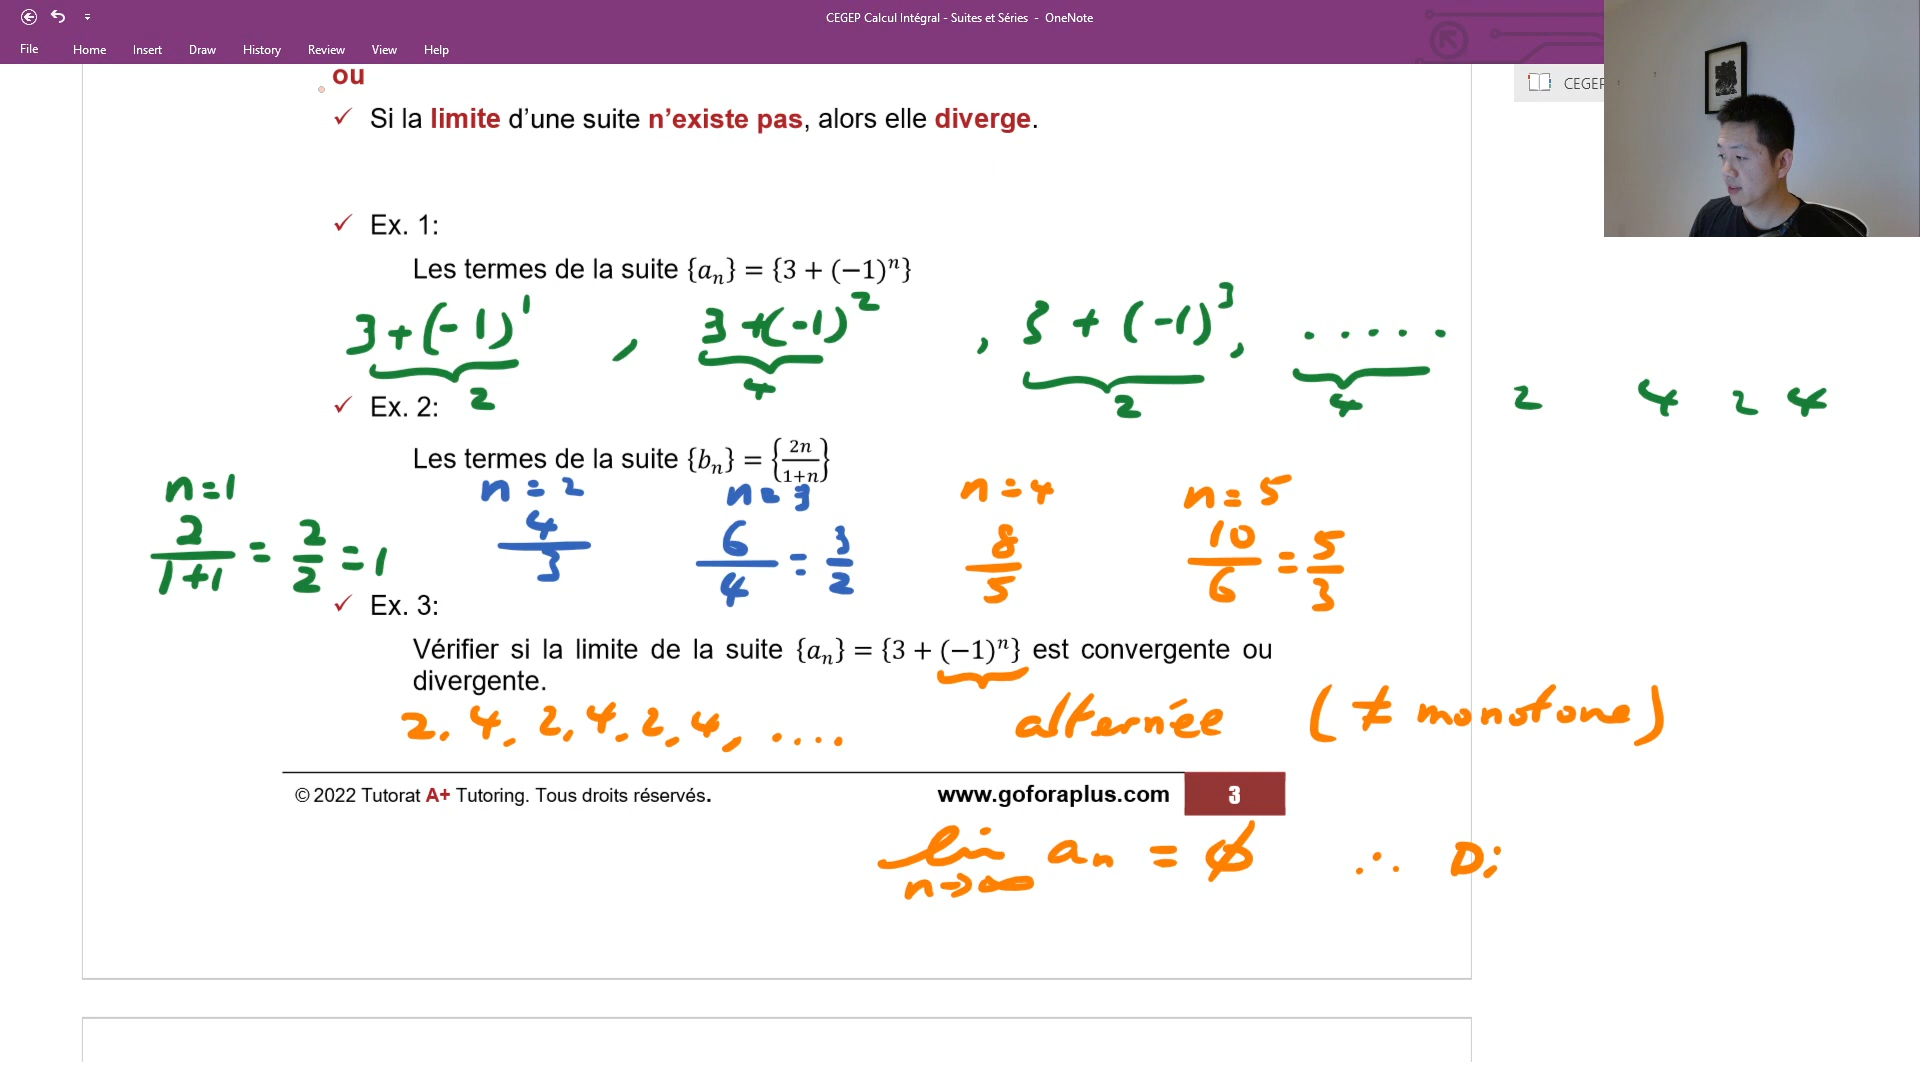 CEGEP Calcul Intégral - Suites et Séries - OneNote
File Home Insert Draw History Review View Help
CEGEP
ou
✓ Si la limite d’une suite n’existe pas, alors elle diverge.
✓ Ex. 1:
Les termes de la suite {aₙ} = {3 + (−1)ⁿ}
3+(-1)¹ , 3+(-1)² , 3+(-1)³, .....
2 4 2 4 2 4 2 4
✓ Ex. 2:
Les termes de la suite {bₙ} = {2n/(1+n)}
n=1 n=2 n=3 n=4 n=5
2/(1+1) = 2/2 = 1 4/3 6/4 = 3/2 8/5 10/6 = 5/3
✓ Ex. 3:
Vérifier si la limite de la suite {aₙ} = {3 + (−1)ⁿ} est convergente ou
divergente.
2, 4, 2, 4, 2, 4, .... alternée (≠ monotone)
© 2022 Tutorat A+ Tutoring. Tous droits réservés. www.goforaplus.com 3
lim aₙ = ∅ ∴ Di
n→∞